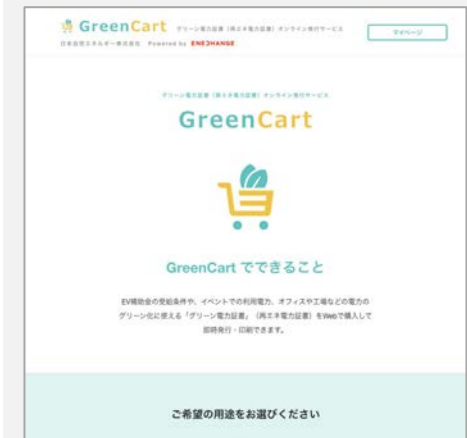 GreenCart グリーン電力証書（再エネ電力証書）オンライン発行サービス
マイページ
日本自然エネルギー株式会社 Powered by ENECHANGE
グリーン電力証書（再エネ電力証書）オンライン発行サービス
GreenCart
GreenCart でできること
EV補助金の受給条件や、イベントでの利用電力、オフィスや工場などの電力の
グリーン化に使える「グリーン電力証書」（再エネ電力証書）をWebで購入して
即時発行・印刷できます。
ご希望の用途をお選びください